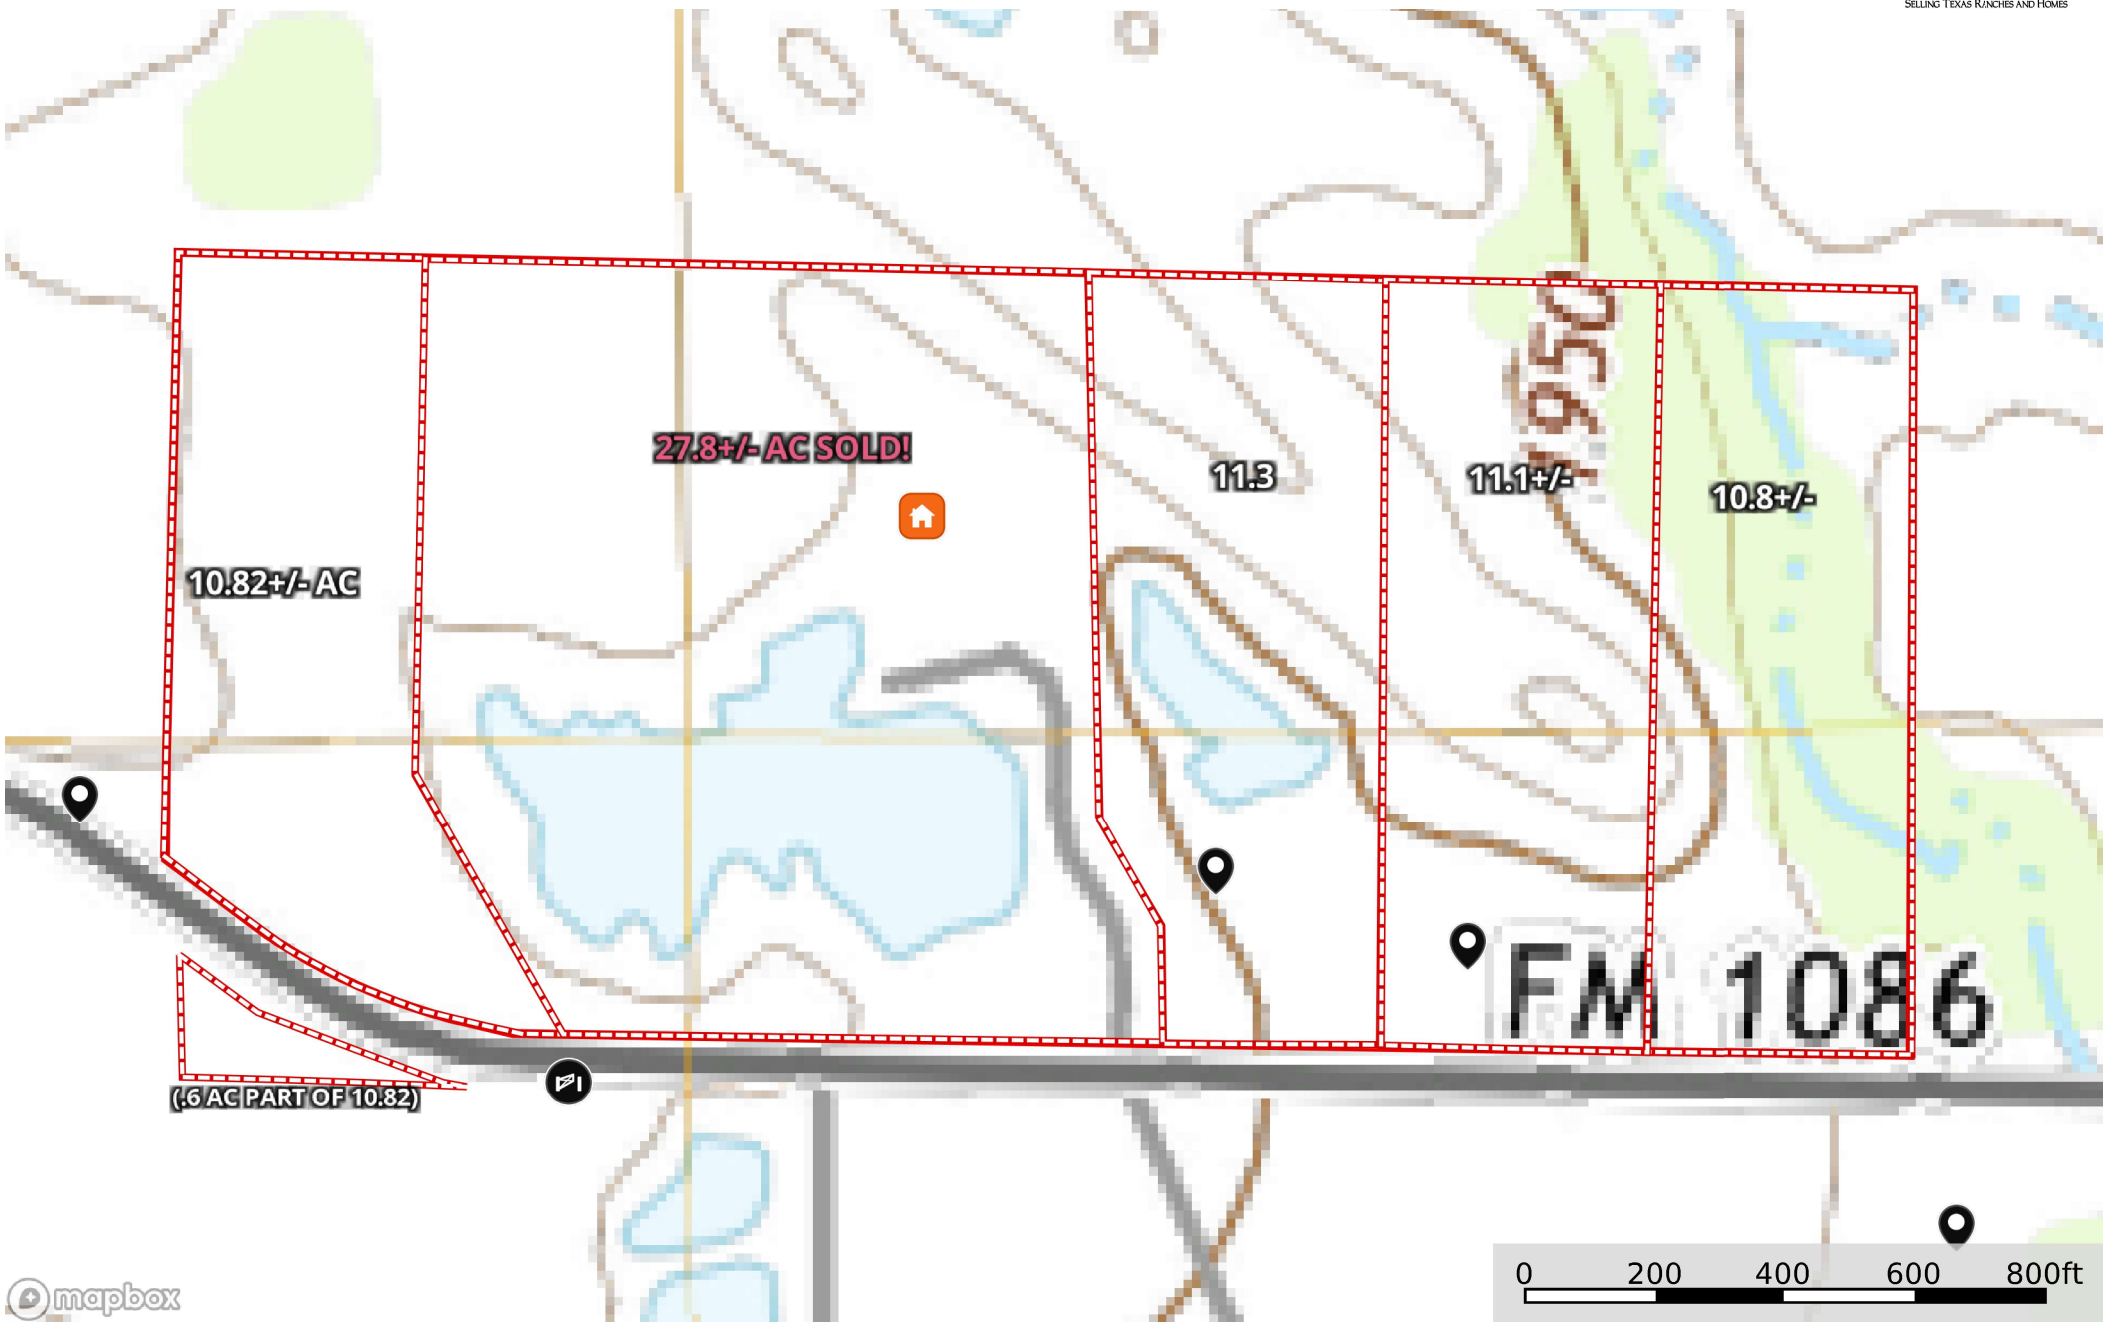 SELLING TEXAS RANCHES AND HOMES
1950
27.8+/- AC SOLD!
11.3
11.1+/-
10.8+/-
10.82+/- AC
FM 1086
(.6 AC PART OF 10.82)
0 200 400 600 800ft
mapbox